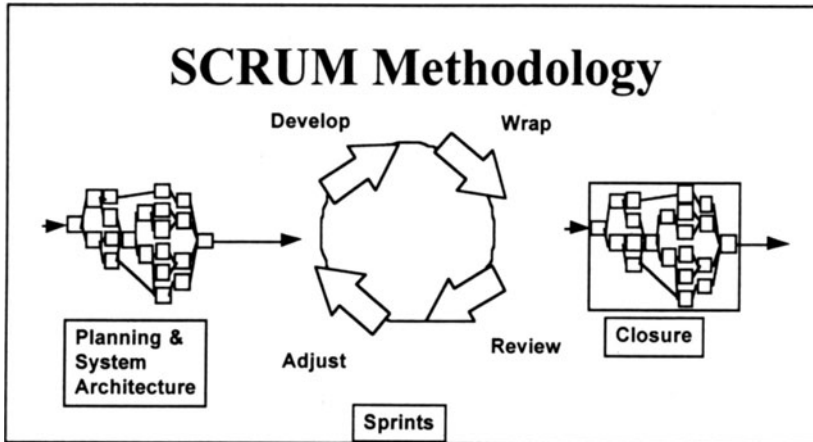 SCRUM Methodology
Develop
Wrap
Planning &
System
Architecture
Adjust
Review
Closure
Sprints